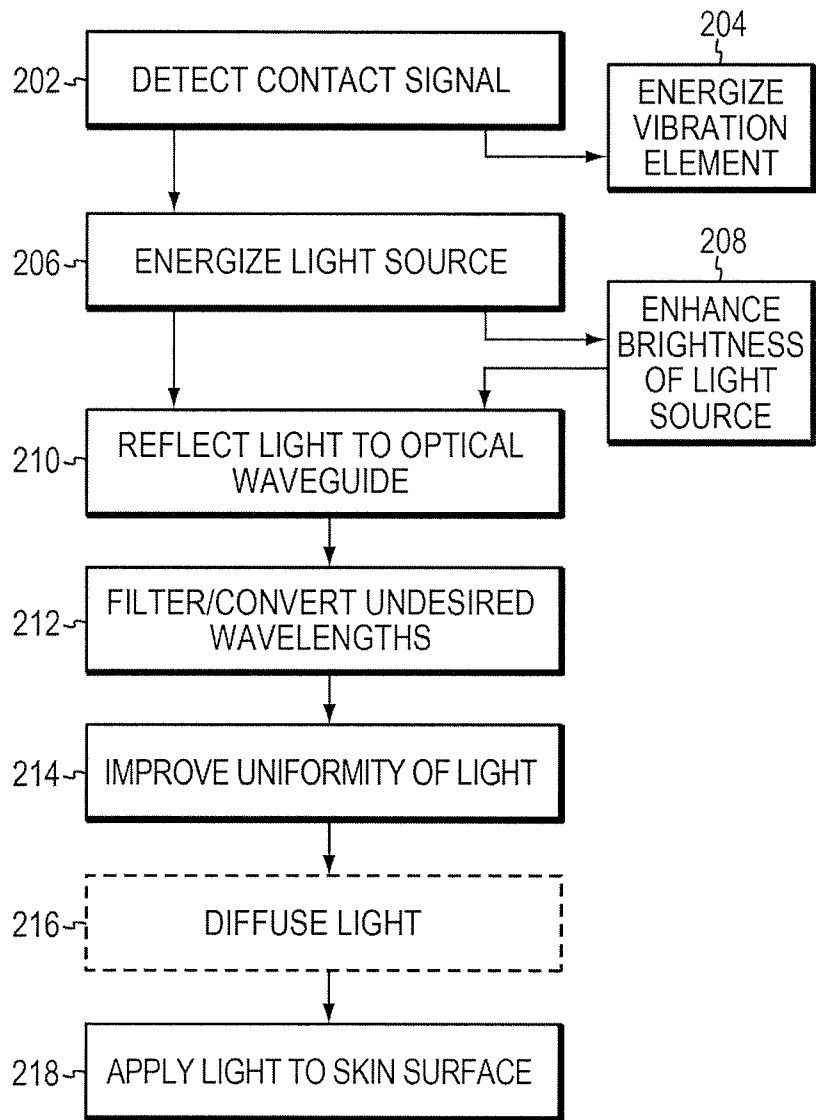 202
DETECT CONTACT SIGNAL
204
ENERGIZE
VIBRATION
ELEMENT
206
ENERGIZE LIGHT SOURCE
208
ENHANCE
BRIGHTNESS
OF LIGHT
SOURCE
210
REFLECT LIGHT TO OPTICAL
WAVEGUIDE
212
FILTER/CONVERT UNDESIRED
WAVELENGTHS
214
IMPROVE UNIFORMITY OF LIGHT
216
DIFFUSE LIGHT
218
APPLY LIGHT TO SKIN SURFACE